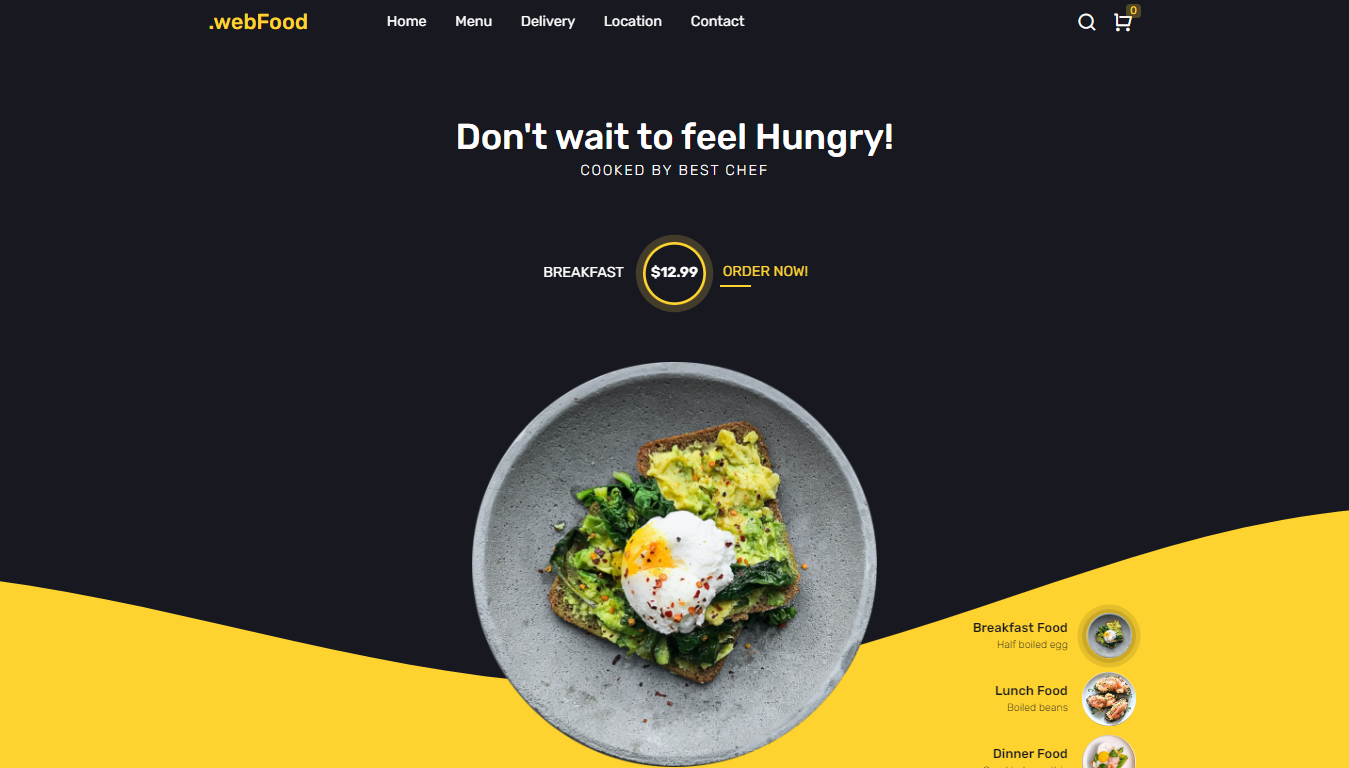 .webFood
Home Menu Delivery Location Contact
0
Don't wait to feel Hungry!
COOKED BY BEST CHEF
BREAKFAST $12.99 ORDER NOW!
Breakfast Food
Half boiled egg
Lunch Food
Boiled beans
Dinner Food